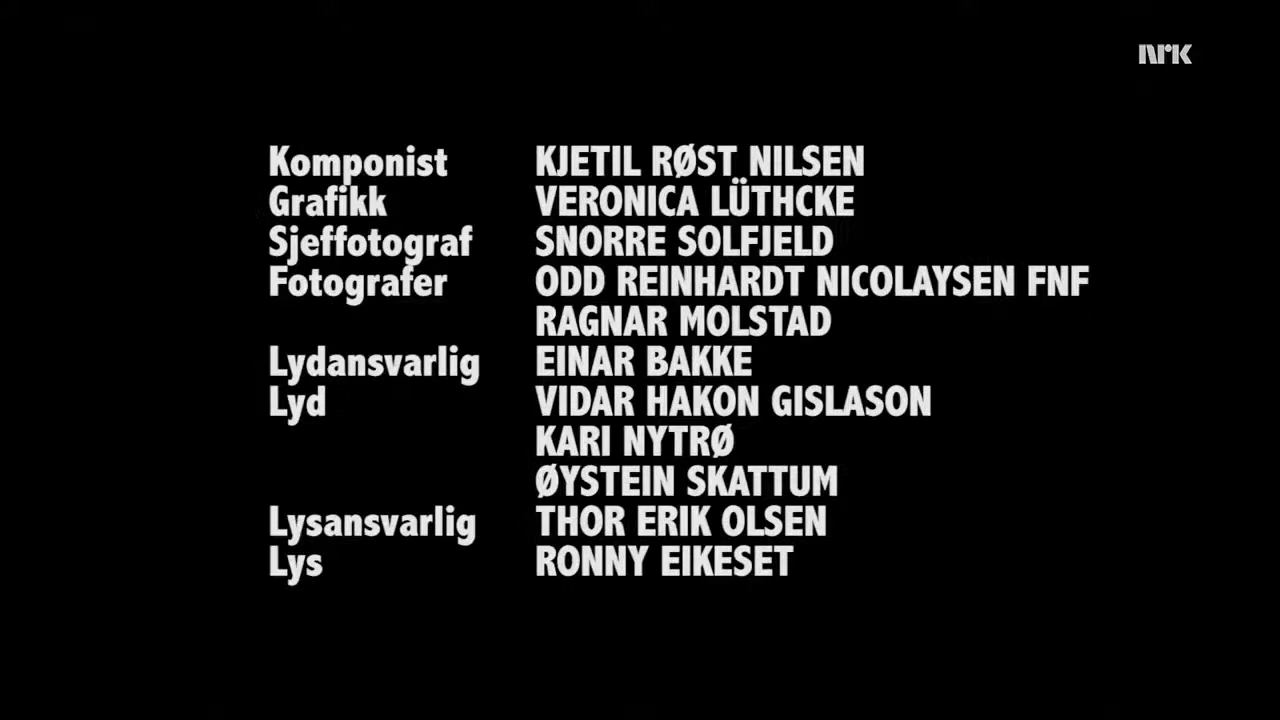 NRK
Komponist KJETIL RØST NILSEN
Grafikk VERONICA LÜTHCKE
Sjeffotograf SNORRE SOLFJELD
Fotografer ODD REINHARDT NICOLAYSEN FNF
RAGNAR MOLSTAD
Lydansvarlig EINAR BAKKE
Lyd VIDAR HAKON GISLASON
KARI NYTRØ
ØYSTEIN SKATTUM
Lysansvarlig THOR ERIK OLSEN
Lys RONNY EIKESET